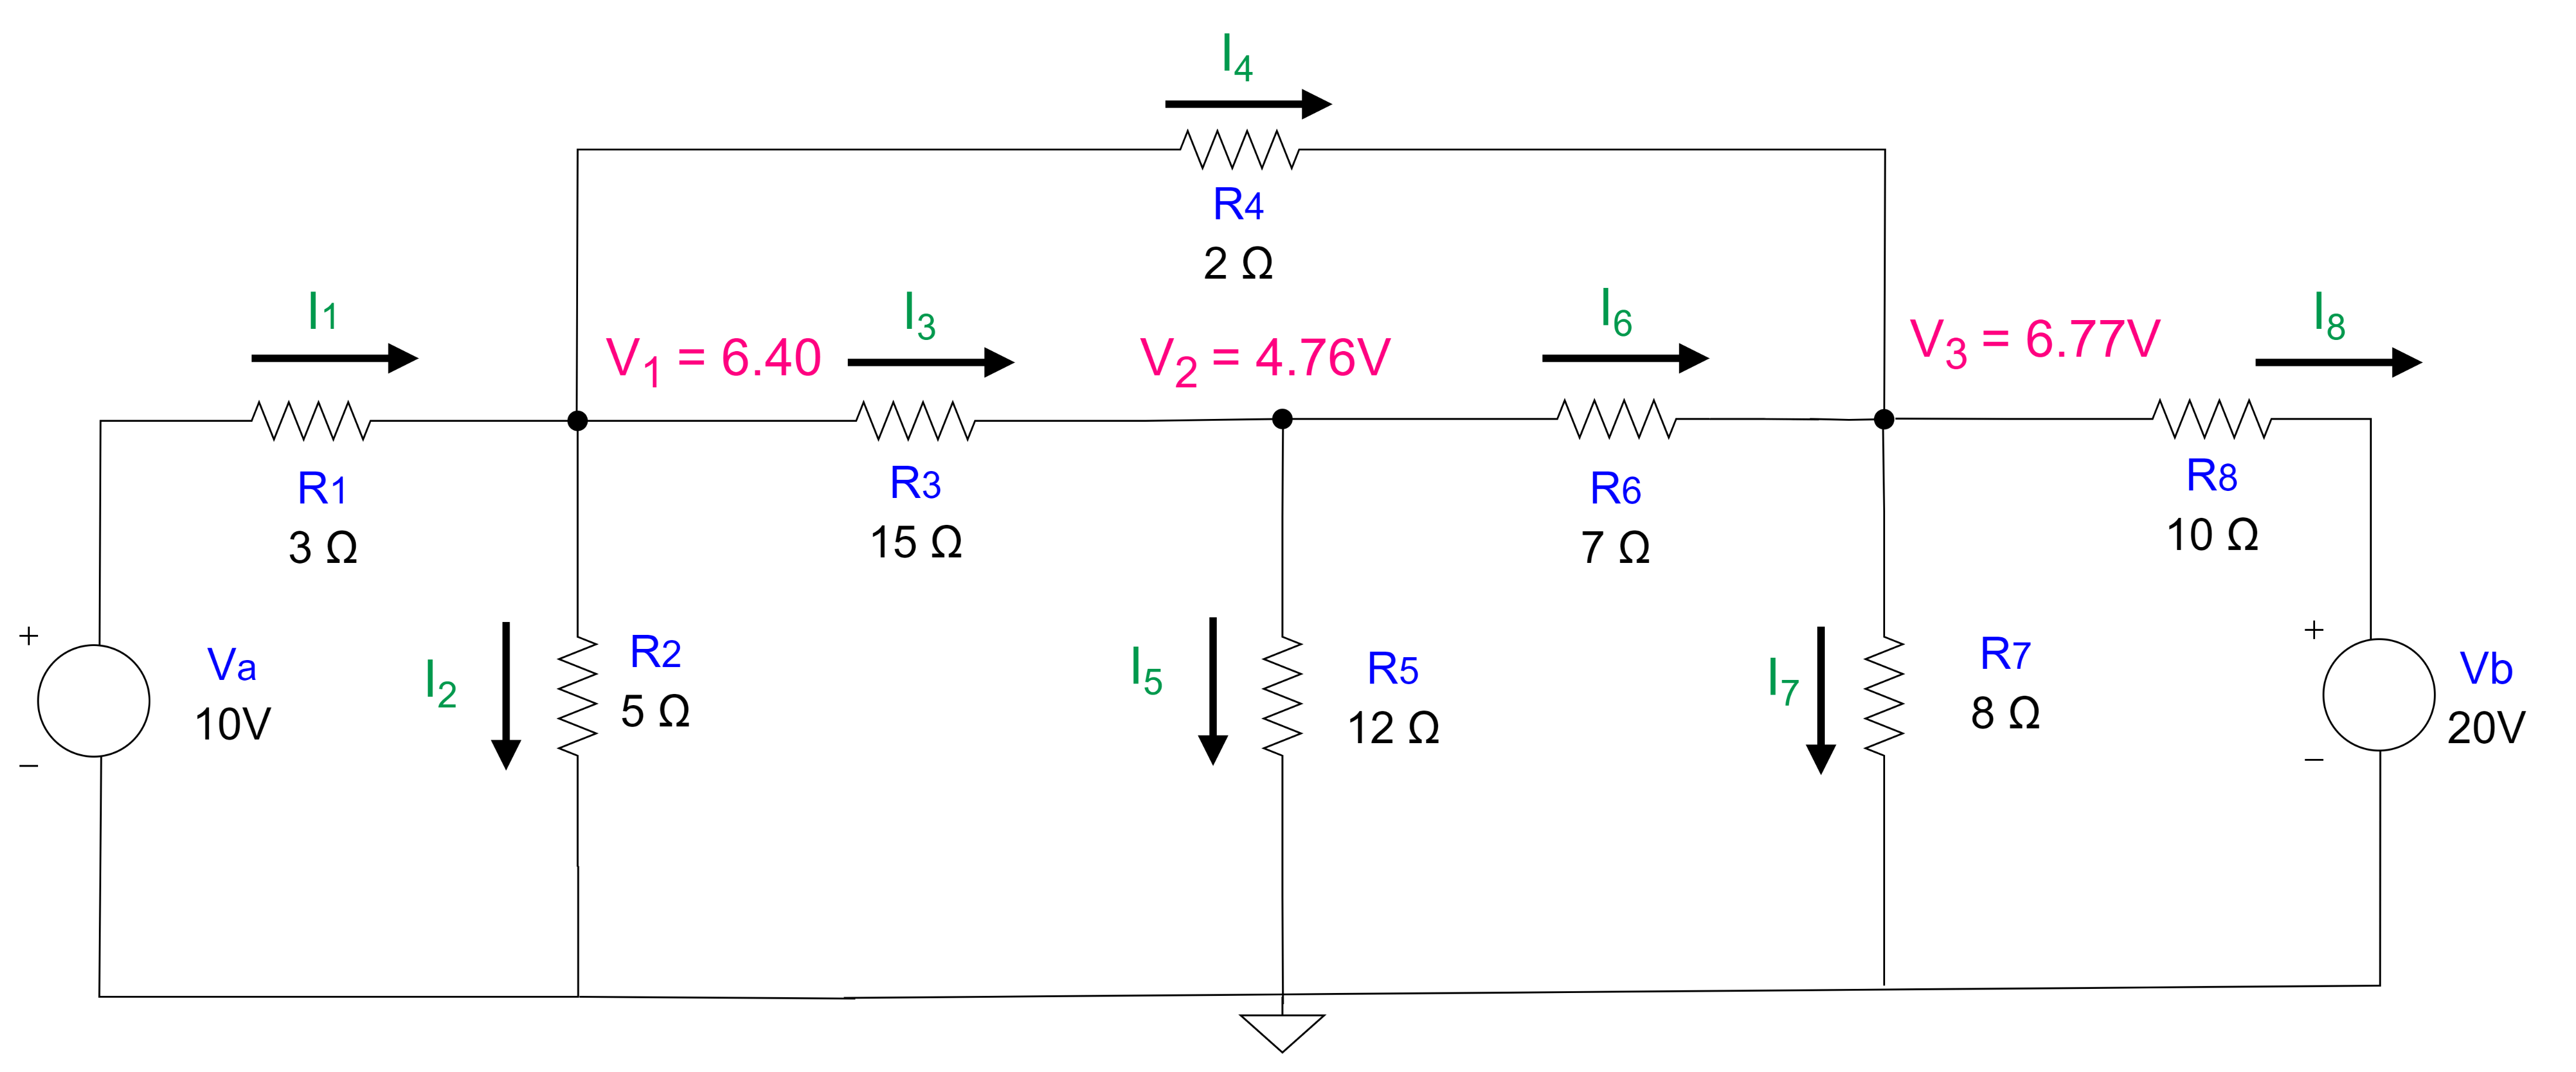 I4
R4
2 Ω
I1
I3
I6
I8
V1 = 6.40
V2 = 4.76V
V3 = 6.77V
R1
3 Ω
R3
15 Ω
R6
7 Ω
R8
10 Ω
+
Va
10V
−
I2
R2
5 Ω
I5
R5
12 Ω
I7
R7
8 Ω
+
Vb
20V
−